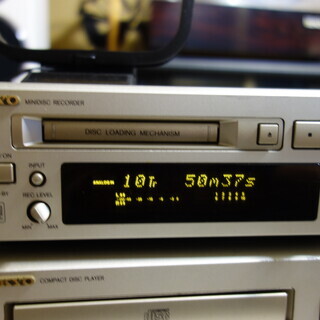 MINIDISC RECORDER
DISC LOADING MECHANISM
INPUT
REC LEVEL
MIN MAX
10Tr 50m37s
COMPACT DISC PLAYER